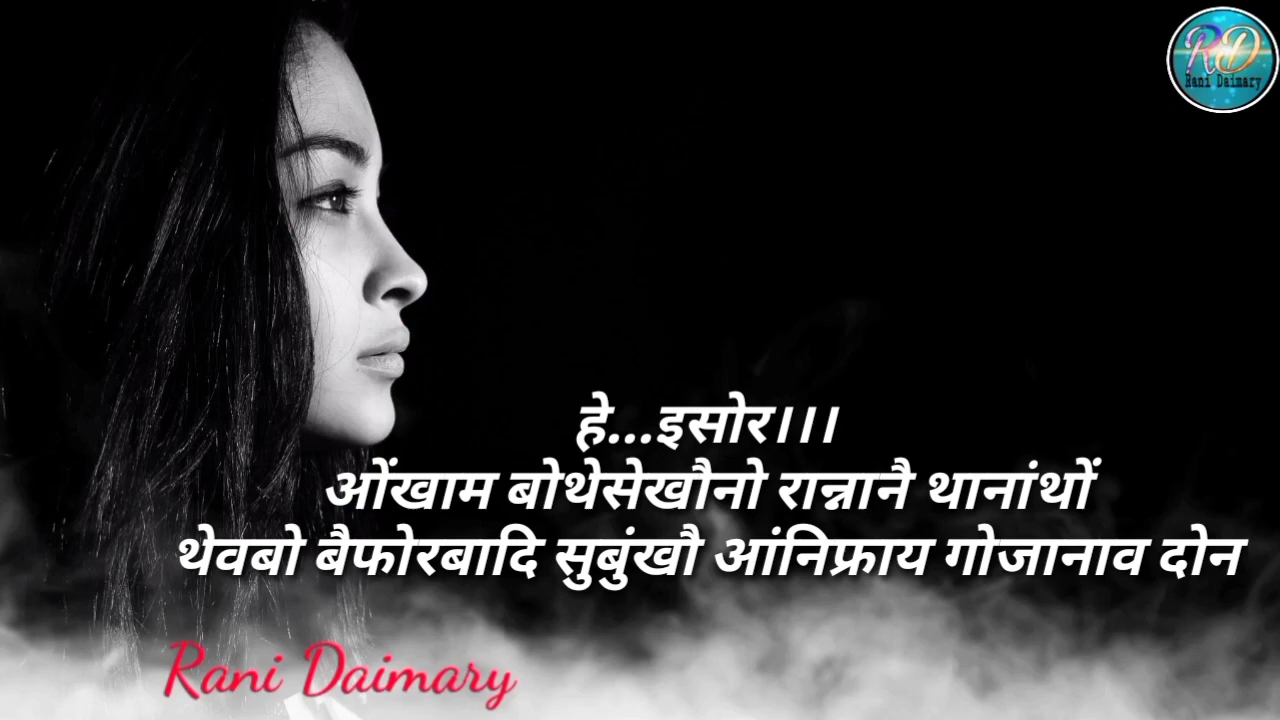 RD
Rani Daimary
हे...इसोर।।।
ओंखाम बोथेसेखौनो रान्नानै थानांथों
थेवबो बैफोरबादि सुबुंखौ आंनिफ्राय गोजानाव दोन
Rani Daimary